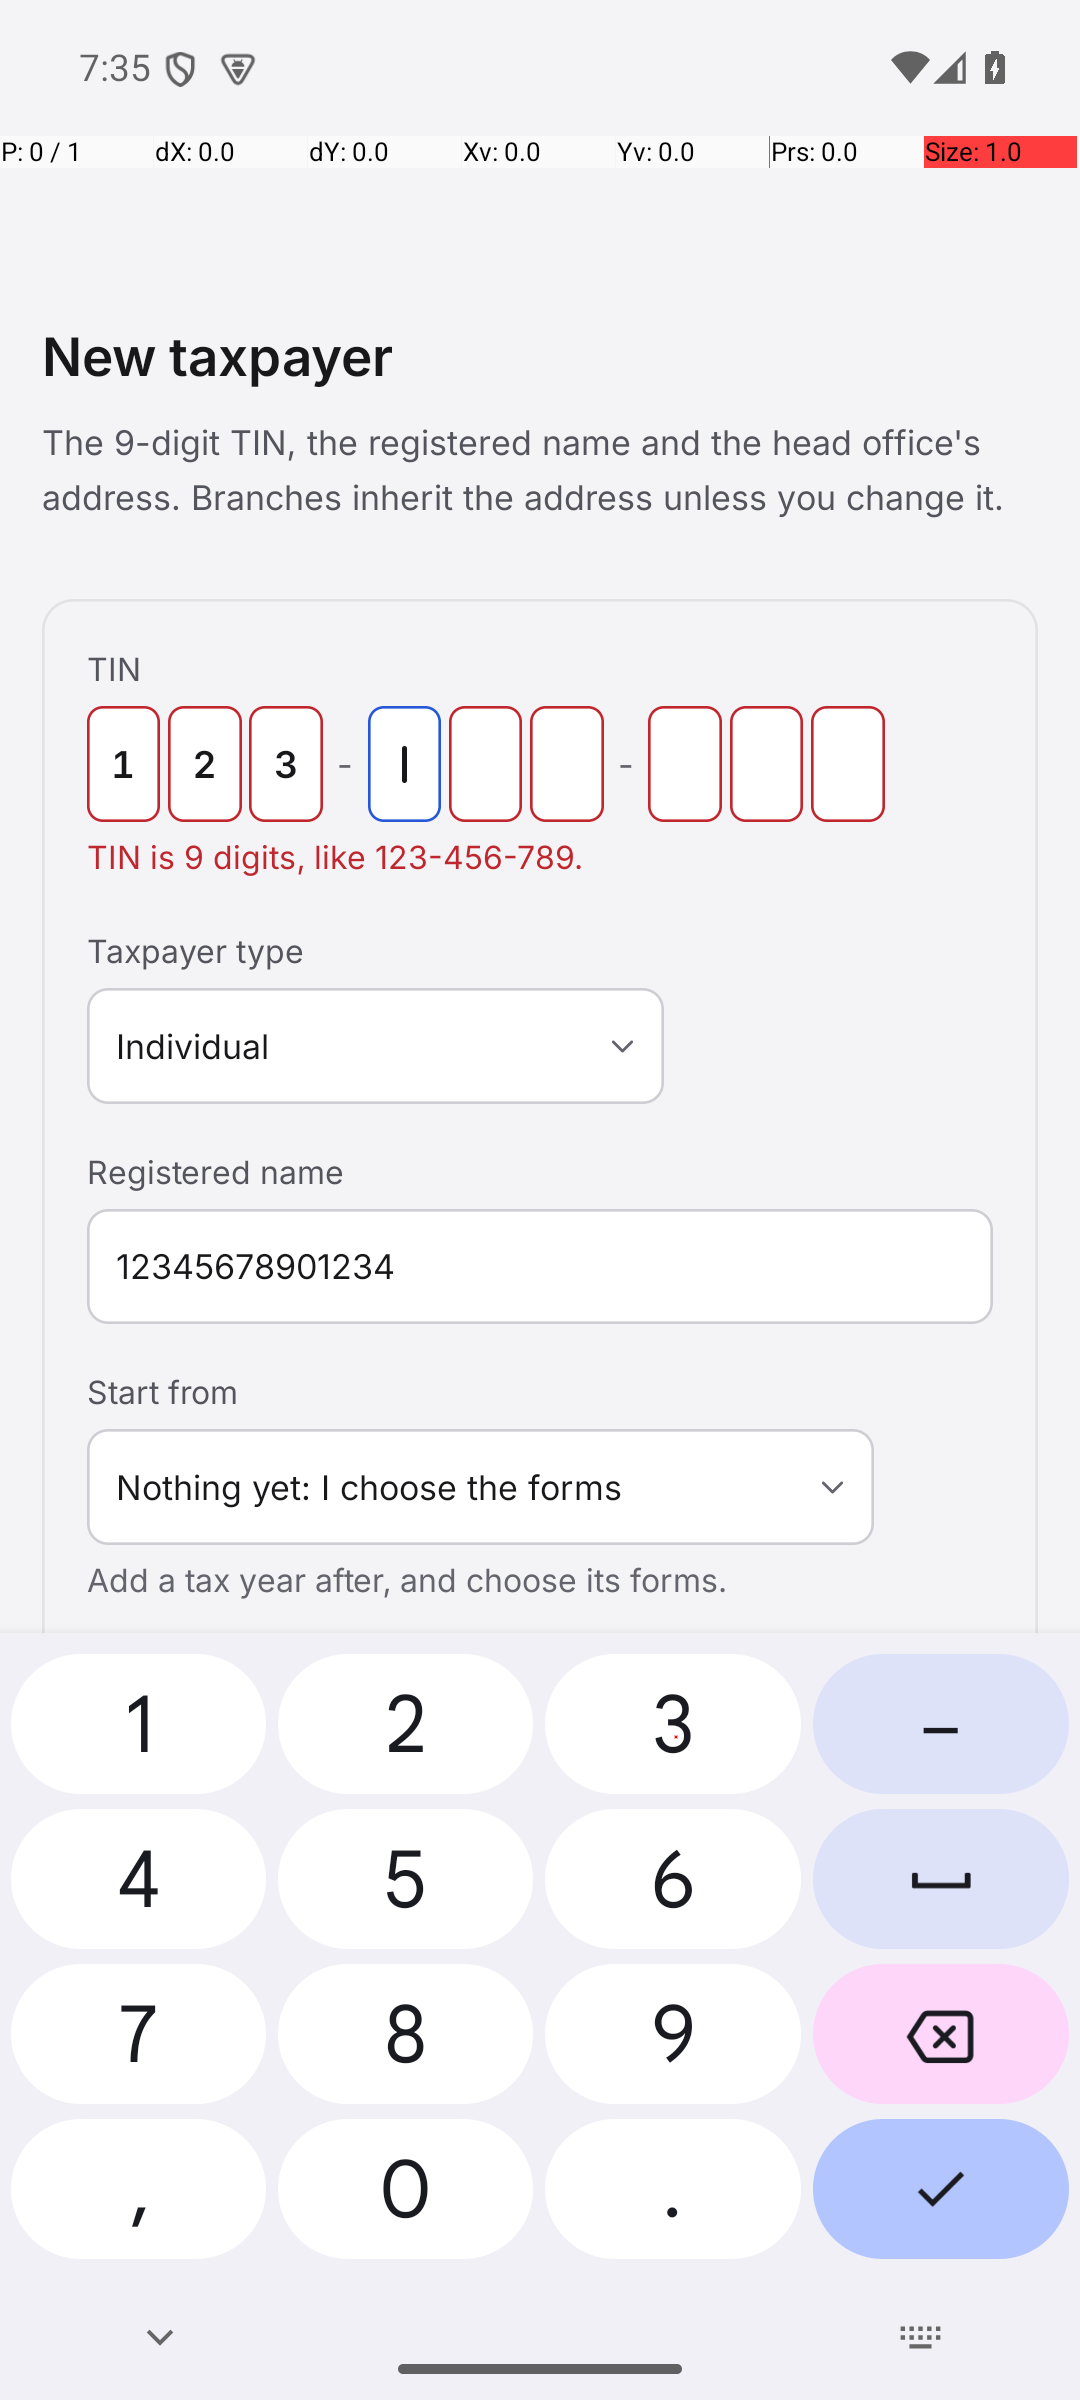 7:35
P: 0 / 1 dX: 0.0 dY: 0.0 Xv: 0.0 Yv: 0.0 Prs: 0.0 Size: 1.0
New taxpayer
The 9-digit TIN, the registered name and the head office's
address. Branches inherit the address unless you change it.
TIN
1 2 3 - -
TIN is 9 digits, like 123-456-789.
Taxpayer type
Individual
Registered name
12345678901234
Start from
Nothing yet: I choose the forms
Add a tax year after, and choose its forms.
1 2 3 –
4 5 6
7 8 9
, 0 .